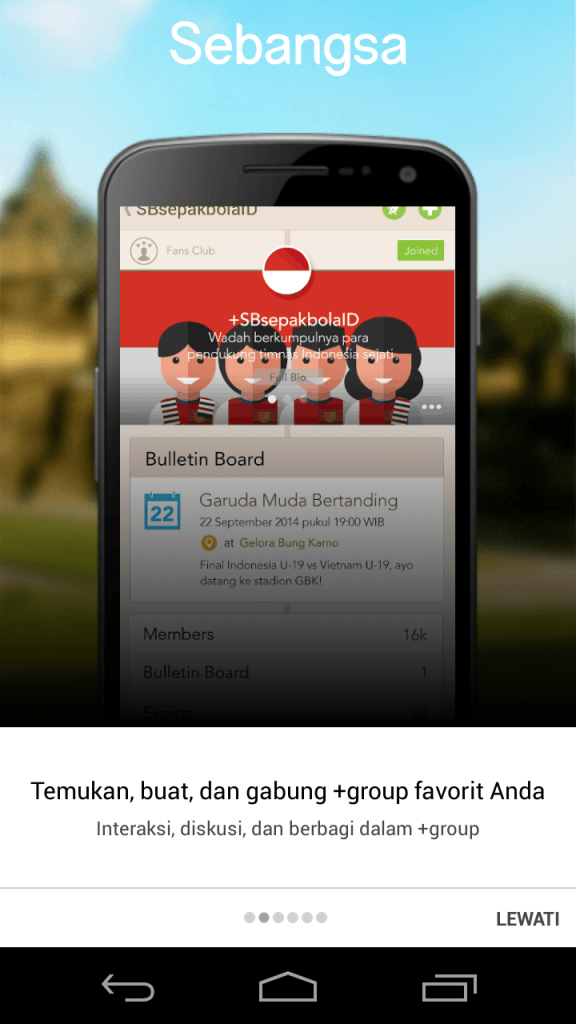 Sebangsa
SBsepakbolaID
Fans Club
Joined
+SBsepakbolaID
Wadah berkumpulnya para
pendukung timnas Indonesia sejati
Full Bio
Bulletin Board
22
Garuda Muda Bertanding
22 September 2014 pukul 19:00 WIB
at Gelora Bung Karno
Final Indonesia U-19 vs Vietnam U-19, ayo
datang ke stadion GBK!
Members 16k
Bulletin Board 1
Events 22
Temukan, buat, dan gabung +group favorit Anda
Interaksi, diskusi, dan berbagi dalam +group
LEWATI